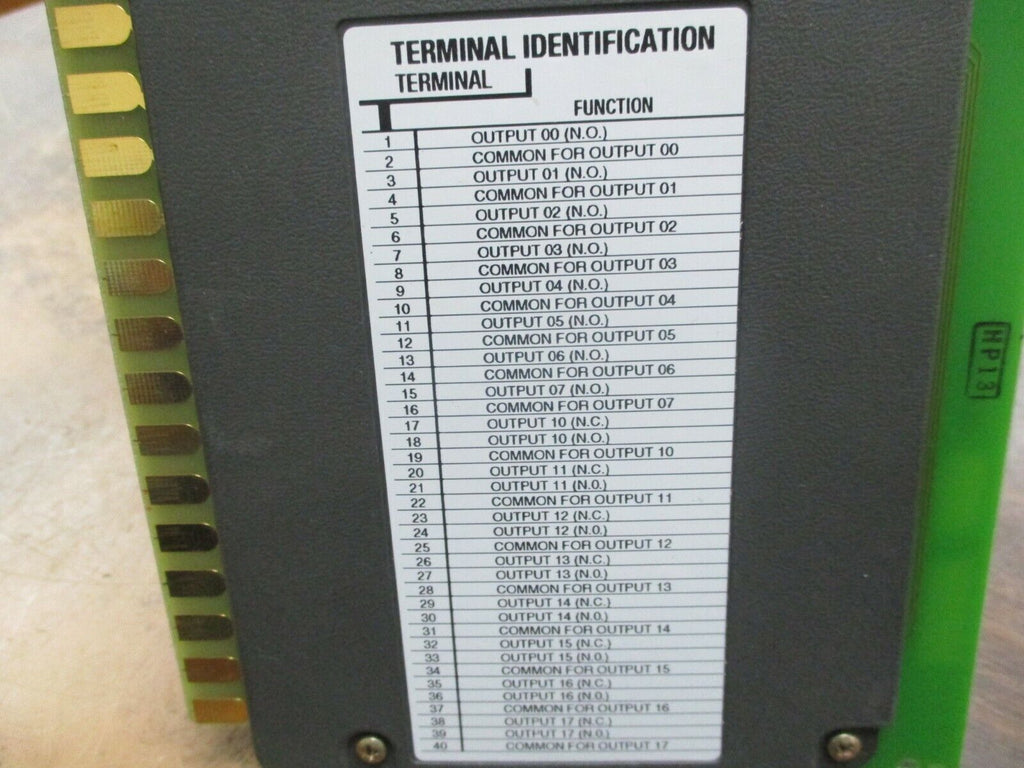 TERMINAL IDENTIFICATION
TERMINAL
FUNCTION
1 OUTPUT 00 (N.O.)
2 COMMON FOR OUTPUT 00
3 OUTPUT 01 (N.O.)
4 COMMON FOR OUTPUT 01
5 OUTPUT 02 (N.O.)
6 COMMON FOR OUTPUT 02
7 OUTPUT 03 (N.O.)
8 COMMON FOR OUTPUT 03
9 OUTPUT 04 (N.O.)
10 COMMON FOR OUTPUT 04
11 OUTPUT 05 (N.O.)
12 COMMON FOR OUTPUT 05
13 OUTPUT 06 (N.O.)
14 COMMON FOR OUTPUT 06
15 OUTPUT 07 (N.O.)
16 COMMON FOR OUTPUT 07
17 OUTPUT 10 (N.C.)
18 OUTPUT 10 (N.O.)
19 COMMON FOR OUTPUT 10
20 OUTPUT 11 (N.C.)
21 OUTPUT 11 (N.0.)
22 COMMON FOR OUTPUT 11
23 OUTPUT 12 (N.C.)
24 OUTPUT 12 (N.0.)
25 COMMON FOR OUTPUT 12
26 OUTPUT 13 (N.C.)
27 OUTPUT 13 (N.0.)
28 COMMON FOR OUTPUT 13
29 OUTPUT 14 (N.C.)
30 OUTPUT 14 (N.0.)
31 COMMON FOR OUTPUT 14
32 OUTPUT 15 (N.C.)
33 OUTPUT 15 (N.0.)
34 COMMON FOR OUTPUT 15
35 OUTPUT 16 (N.C.)
36 OUTPUT 16 (N.0.)
37 COMMON FOR OUTPUT 16
38 OUTPUT 17 (N.C.)
39 OUTPUT 17 (N.0.)
40 COMMON FOR OUTPUT 17
HP13